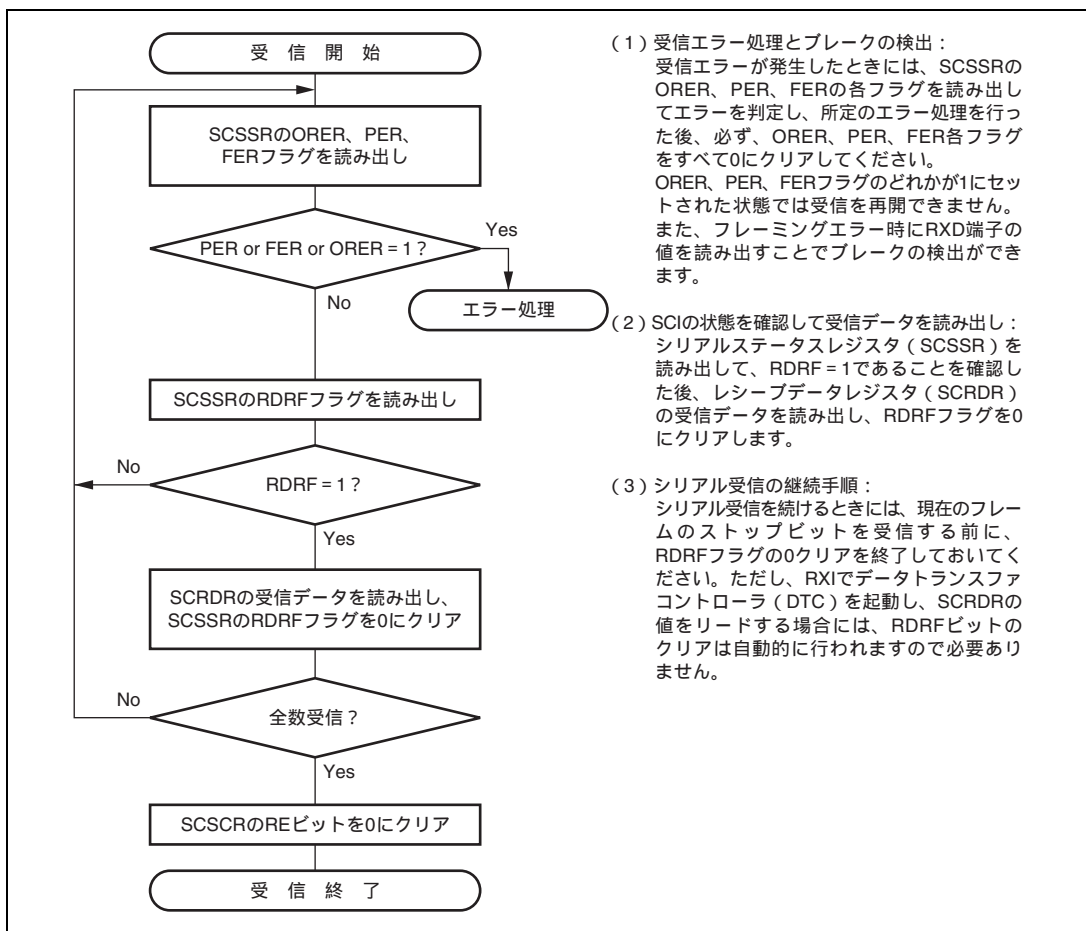 受 信 開 始
SCSSRのORER、PER、
FERフラグを読み出し
PER or FER or ORER = 1？
Yes
No
エラー処理
SCSSRのRDRFフラグを読み出し
No
RDRF = 1？
Yes
SCRDRの受信データを読み出し、
SCSSRのRDRFフラグを0にクリア
No
全数受信？
Yes
SCSCRのREビットを0にクリア
受 信 終 了
（1）受信エラー処理とブレークの検出：
受信エラーが発生したときには、SCSSRの
ORER、PER、FERの各フラグを読み出し
てエラーを判定し、所定のエラー処理を行っ
た後、必ず、ORER、PER、FER各フラグ
をすべて0にクリアしてください。
ORER、PER、FERフラグのどれかが1にセッ
トされた状態では受信を再開できません。
また、フレーミングエラー時にRXD端子の
値を読み出すことでブレークの検出ができ
ます。
（2）SCIの状態を確認して受信データを読み出し：
シリアルステータスレジスタ（SCSSR）を
読み出して、RDRF = 1であることを確認し
た後、レシーブデータレジスタ（SCRDR）
の受信データを読み出し、RDRFフラグを0
にクリアします。
（3）シリアル受信の継続手順：
シリアル受信を続けるときには、現在のフレー
ムのストップビットを受信する前に、
RDRFフラグの0クリアを終了しておいてく
ださい。ただし、RXIでデータトランスファ
コントローラ（DTC）を起動し、SCRDRの
値をリードする場合には、RDRFビットの
クリアは自動的に行われますので必要あり
ません。